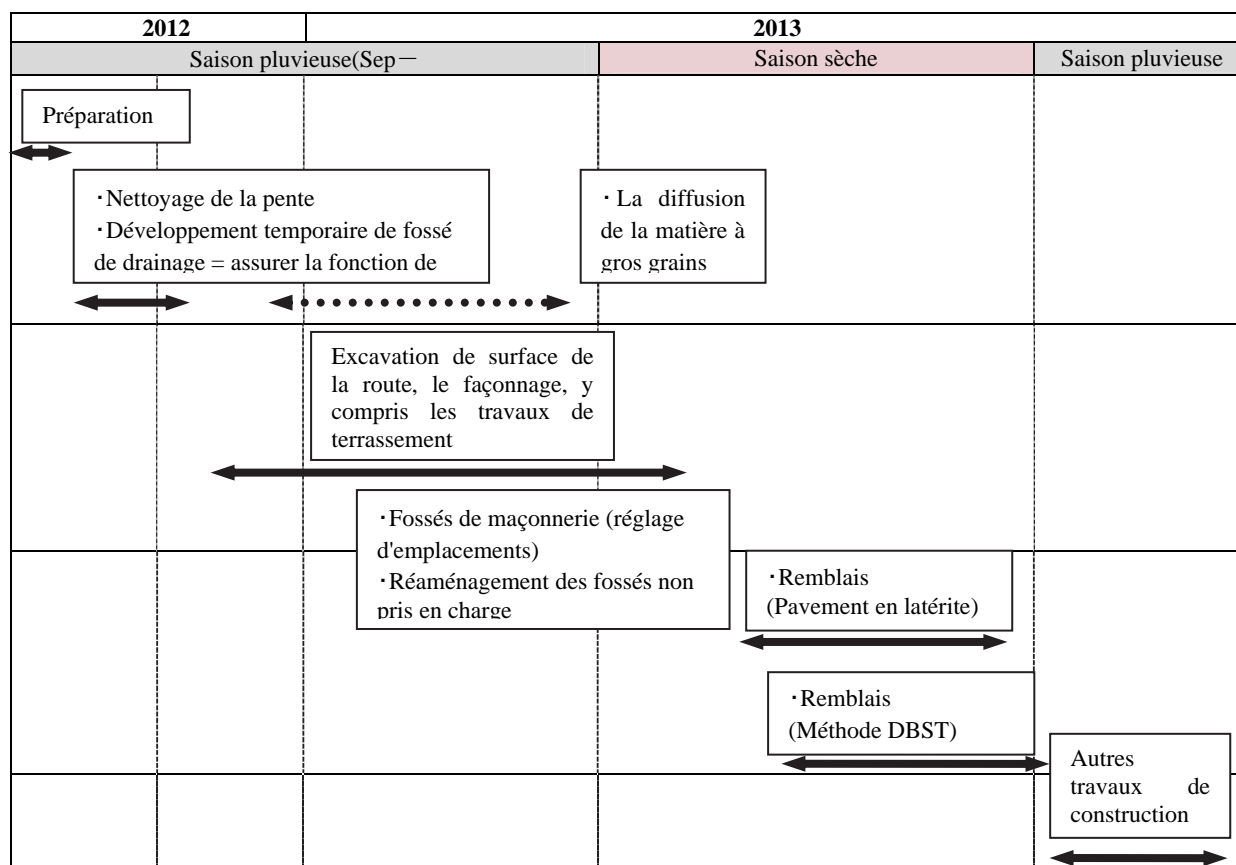 2012
2013
Saison pluvieuse(Sep－
Saison sèche
Saison pluvieuse
Préparation
・Nettoyage de la pente
・Développement temporaire de fossé
de drainage = assurer la fonction de
・La diffusion
de la matière à
gros grains
Excavation de surface de
la route, le façonnage, y
compris les travaux de
terrassement
・Fossés de maçonnerie (réglage
d'emplacements)
・Réaménagement des fossés non
pris en charge
・Remblais
(Pavement en latérite)
・Remblais
(Méthode DBST)
Autres
travaux de
construction